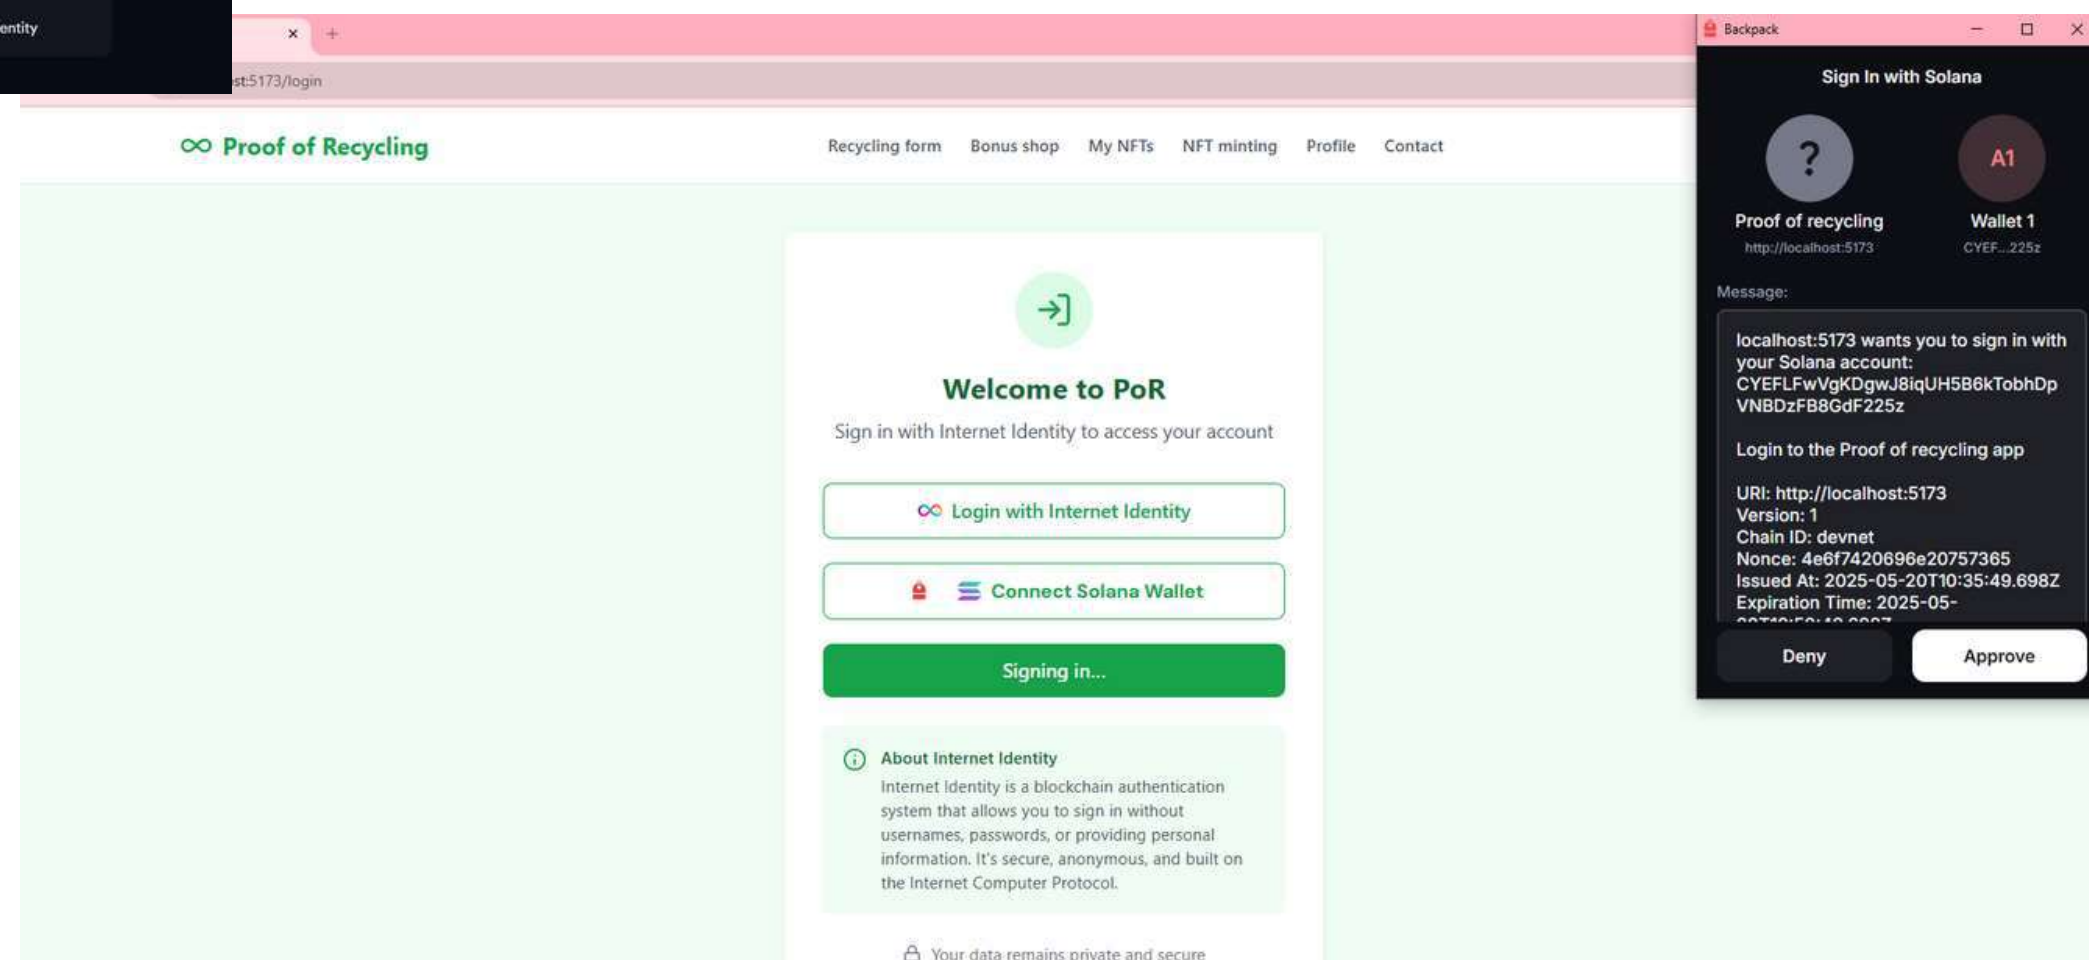 entity
st:5173/login
Proof of Recycling
Recycling form Bonus shop My NFTs NFT minting Profile Contact
Welcome to PoR
Sign in with Internet Identity to access your account
Login with Internet Identity
Connect Solana Wallet
Signing in...
About Internet Identity
Internet Identity is a blockchain authentication
system that allows you to sign in without
usernames, passwords, or providing personal
information. It's secure, anonymous, and built on
the Internet Computer Protocol.
Your data remains private and secure
Backpack
Sign In with Solana
?
A1
Proof of recycling
Wallet 1
http://localhost:5173
CYEF...225z
Message:
localhost:5173 wants you to sign in with
your Solana account:
CYEFLFwVgKDgwJ8iqUH5B6kTobhDp
VNBDzFB8GdF225z
Login to the Proof of recycling app
URI: http://localhost:5173
Version: 1
Chain ID: devnet
Nonce: 4e6f7420696e20757365
Issued At: 2025-05-20T10:35:49.698Z
Expiration Time: 2025-05-
Deny
Approve